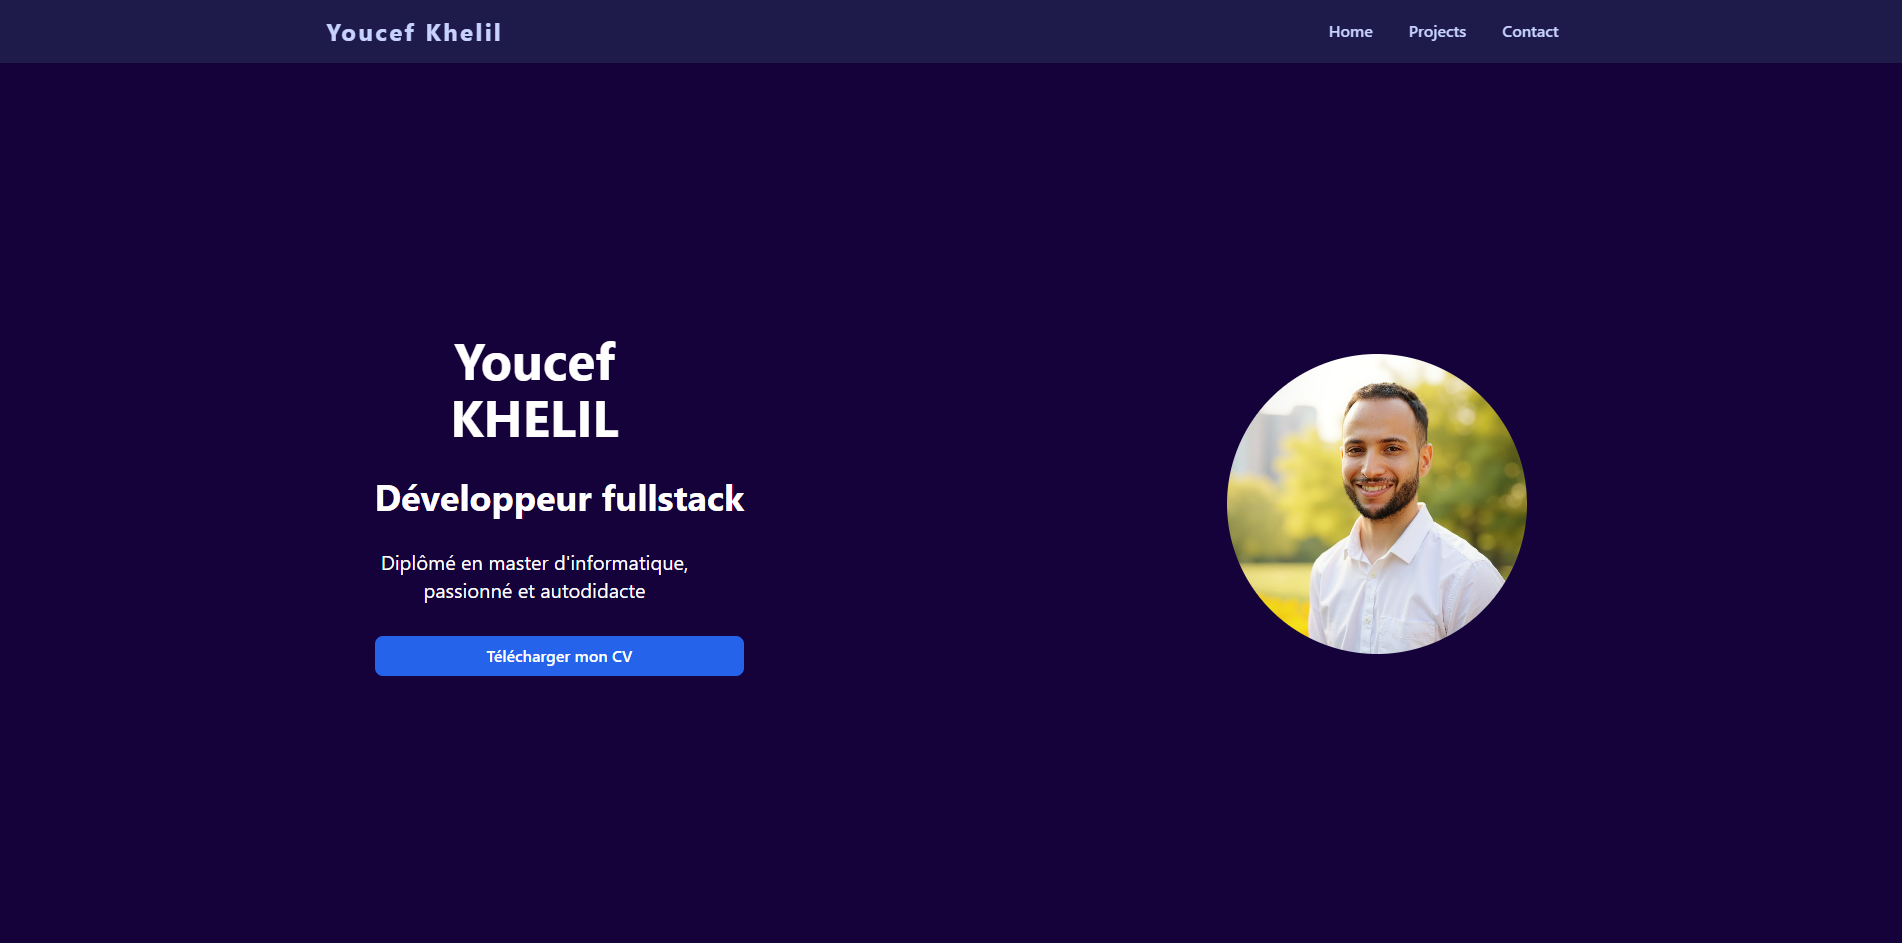 Youcef Khelil
Home Projects Contact
Youcef
KHELIL
Développeur fullstack
Diplômé en master d'informatique,
passionné et autodidacte
Télécharger mon CV